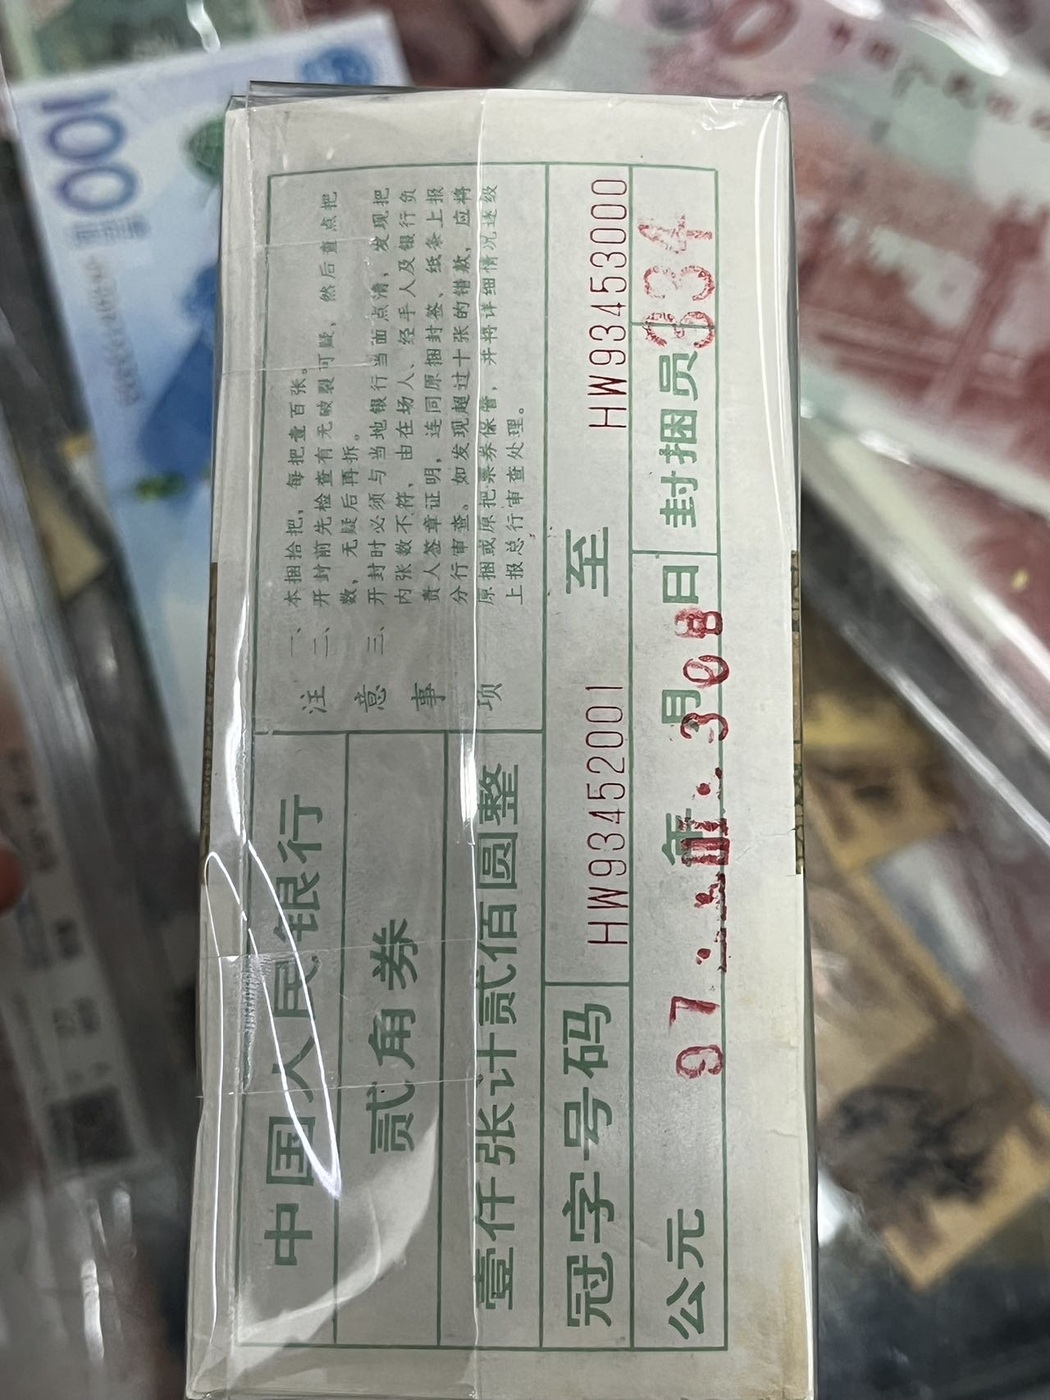 中国人民银行
贰角券
壹仟张计贰佰圆整
注意事项
一、本捆拾把，每把壹百张。
二、开封前先检查有无破裂可疑，然后直点把
数，无疑后再拆。
三、开封时必须与当地银行当面点清，发现把
内张数不符、由在场人、经手人及银行负
责人签章证明，连同原捆封签、纸条上报
分行审查。如发现超过十张的错款，应将
原捆或原把票券保管，并将详细情况逐级
上报总行审查处理。
冠字号码 HW93452001 至 HW93453000
公元 97 年 3 月 日 封捆员 334
100